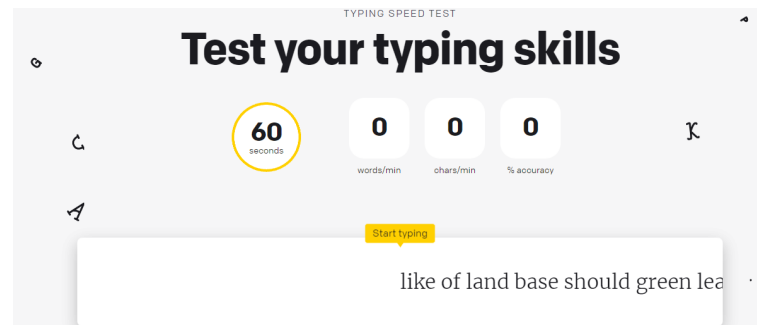 TYPING SPEED TEST
Test your typing skills
60
seconds
0
words/min
0
chars/min
0
% accuracy
G
C
A
K
Start typing
like of land base should green lea